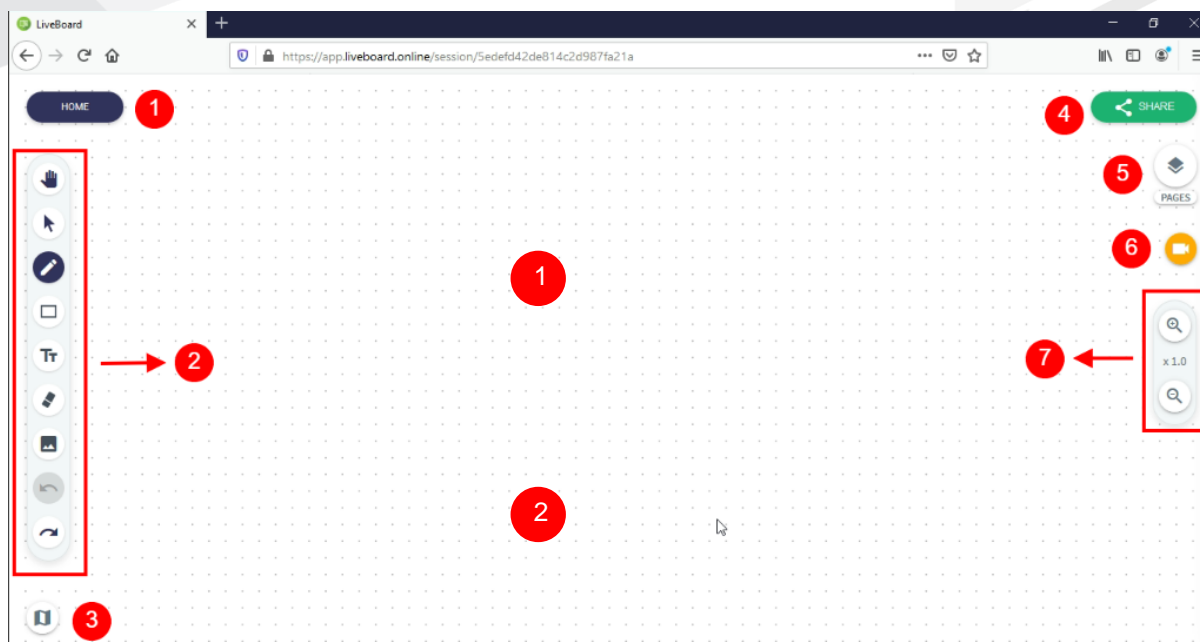 LiveBoard
https://app.liveboard.online/session/5edefd42de814c2d987fa21a
HOME
1
4
SHARE
5
PAGES
6
1
Tт
2
7
x 1.0
2
3